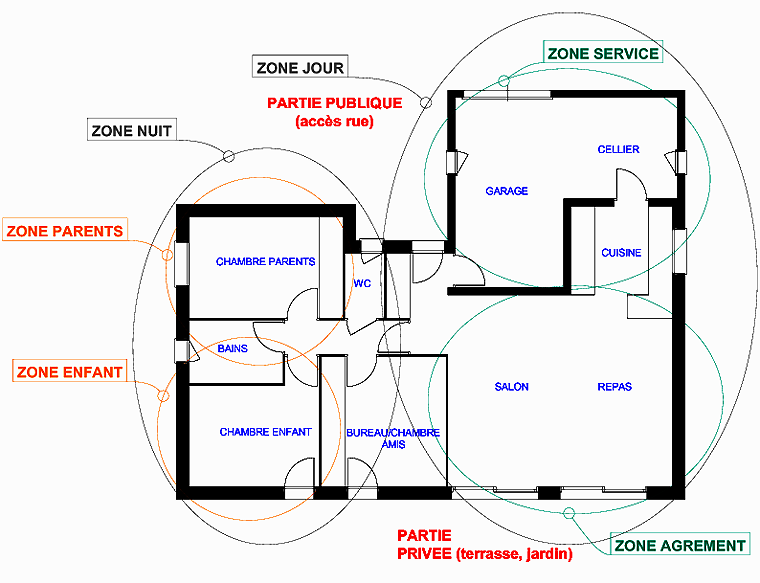 ZONE SERVICE
ZONE JOUR
PARTIE PUBLIQUE
(accès rue)
ZONE NUIT
CELLIER
GARAGE
ZONE PARENTS
CHAMBRE PARENTS
WC
CUISINE
BAINS
ZONE ENFANT
SALON
REPAS
CHAMBRE ENFANT
BUREAU/CHAMBRE
AMIS
PARTIE
PRIVEE (terrasse, jardin)
ZONE AGREMENT